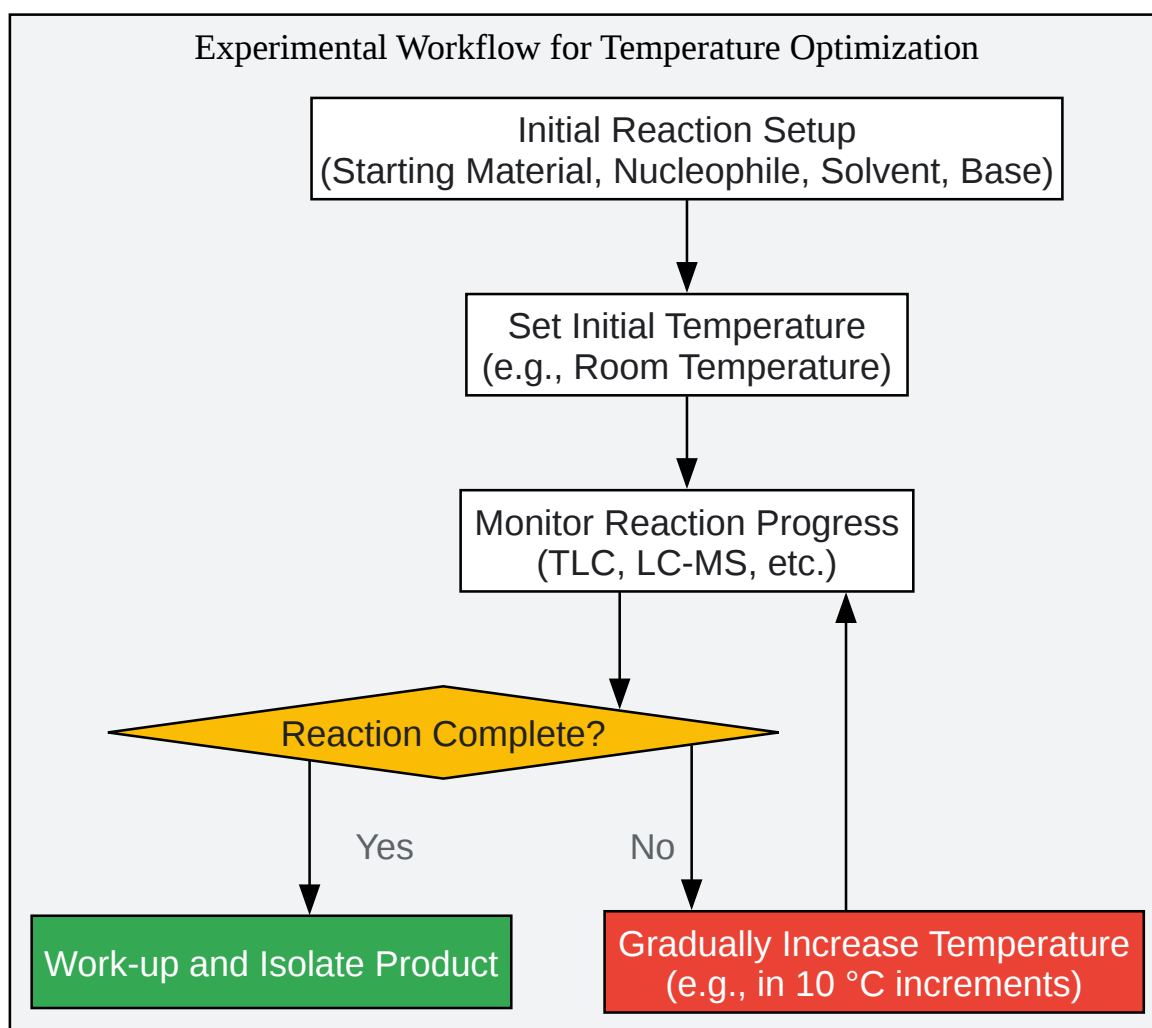 Experimental Workflow for Temperature Optimization
Initial Reaction Setup
(Starting Material, Nucleophile, Solvent, Base)
Set Initial Temperature
(e.g., Room Temperature)
Monitor Reaction Progress
(TLC, LC-MS, etc.)
Reaction Complete?
Yes
No
Work-up and Isolate Product
Gradually Increase Temperature
(e.g., in 10 °C increments)